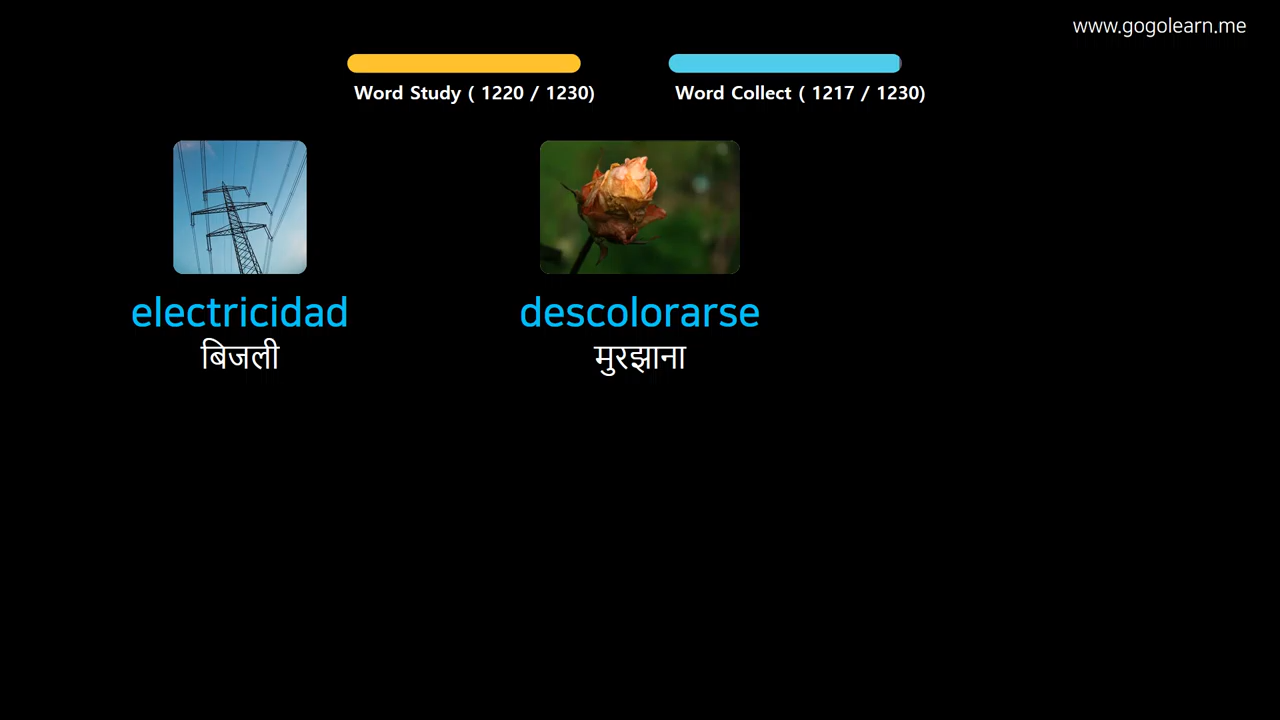 www.gogolearn.me
Word Study ( 1220 / 1230)
Word Collect ( 1217 / 1230)
electricidad
बिजली
descolorarse
मुरझाना